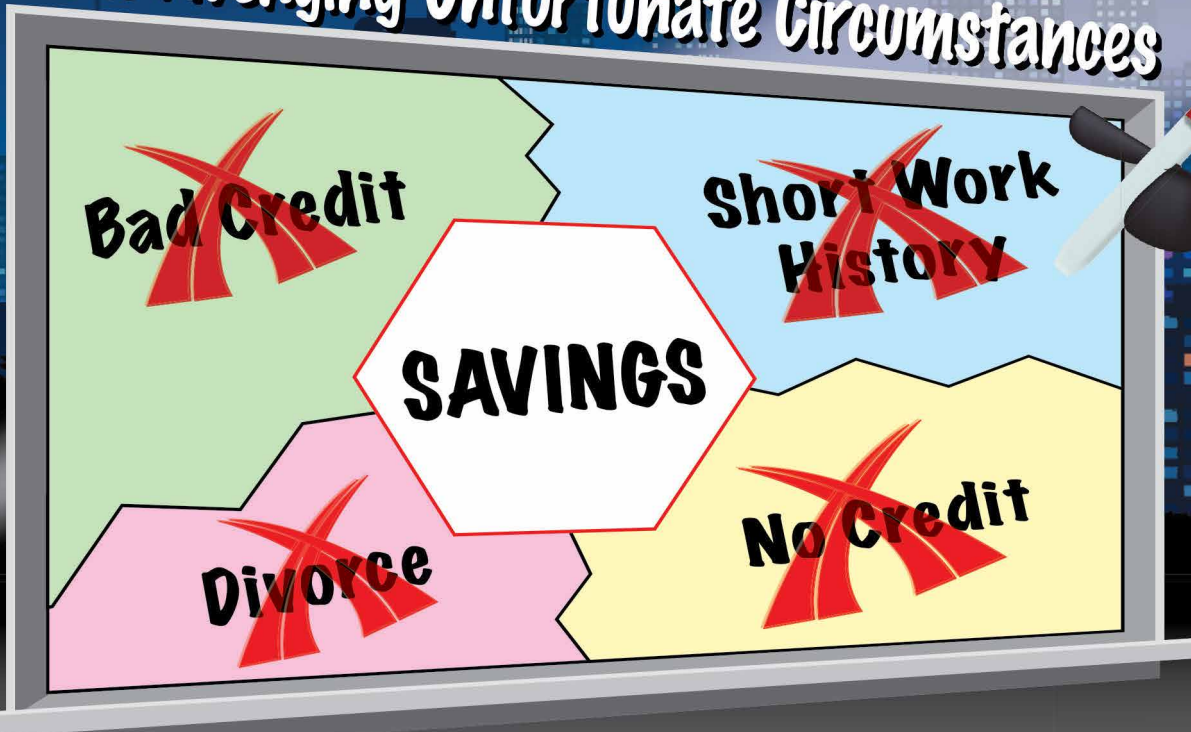 Unfortunate Circumstances
Bad Credit
Short Work
History
SAVINGS
Divorce
No Credit